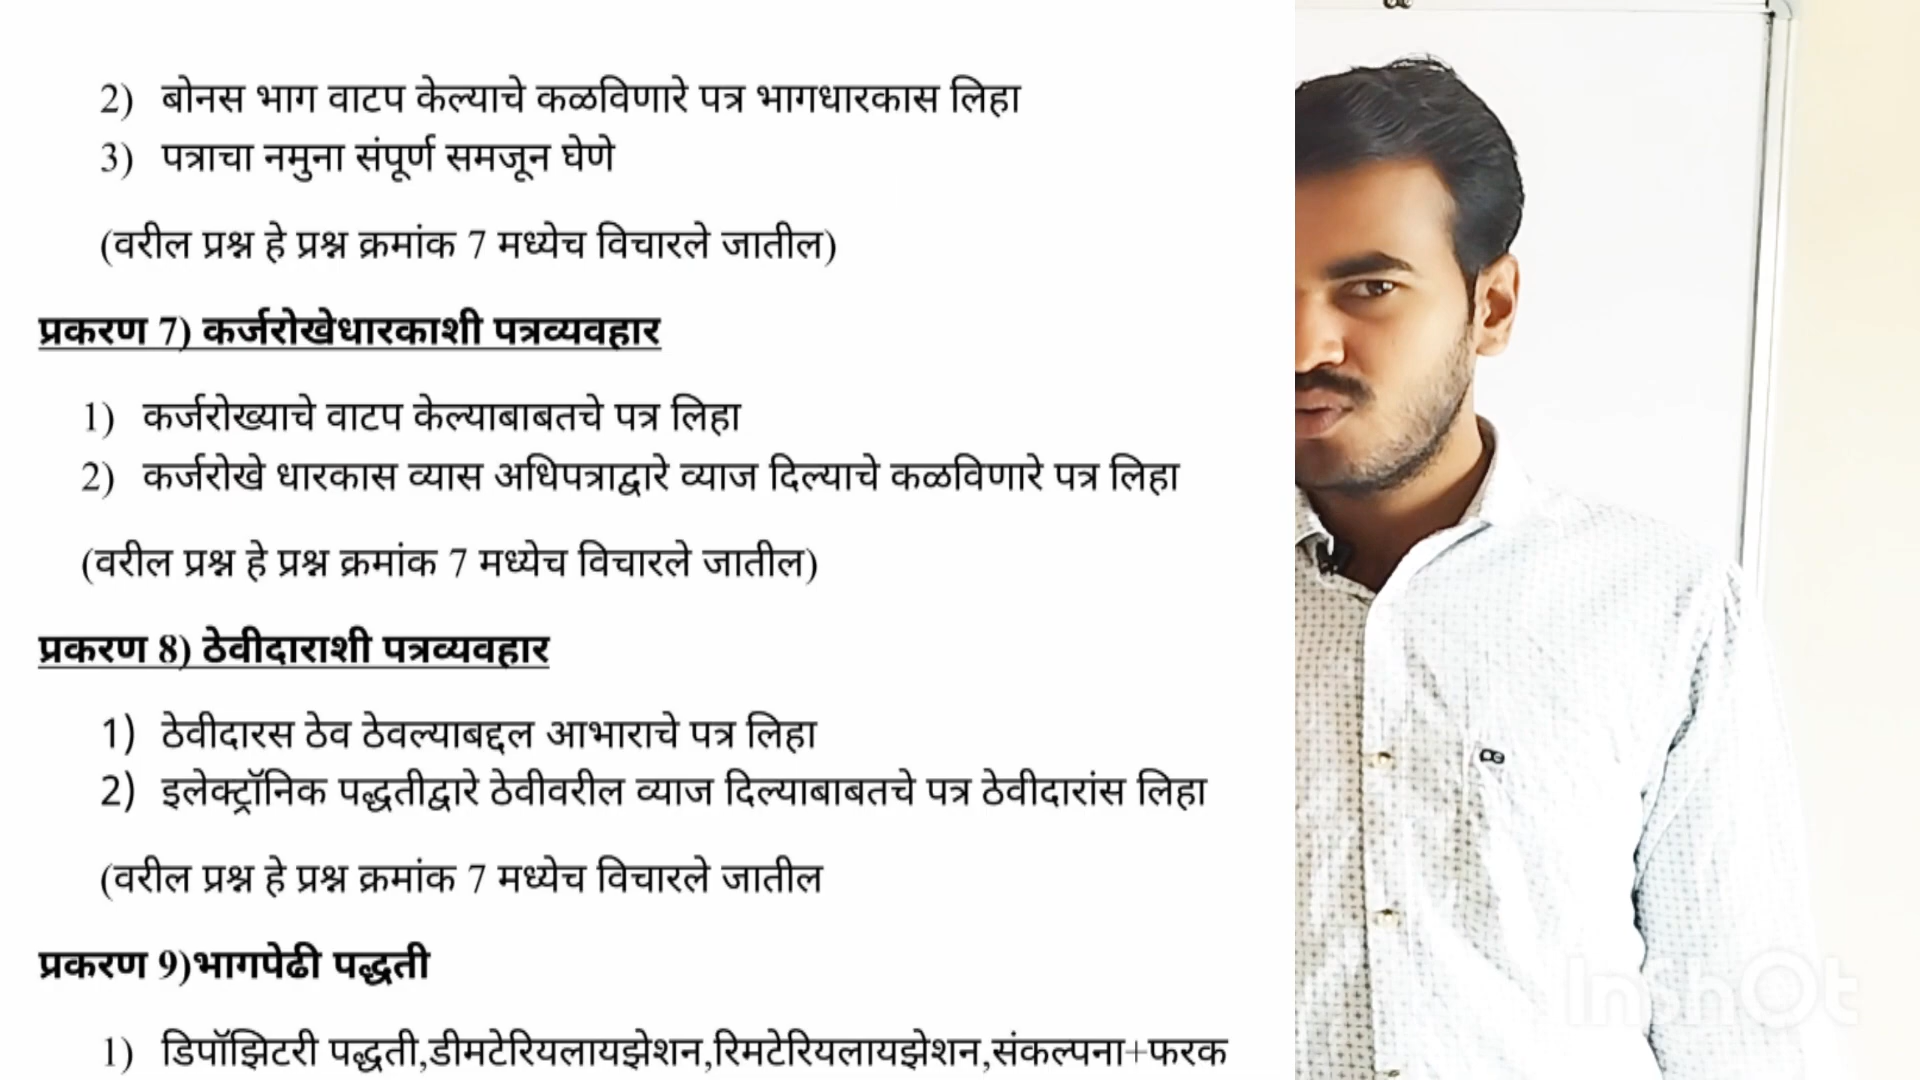 2) बोनस भाग वाटप केल्याचे कळविणारे पत्र भागधारकास लिहा
3) पत्राचा नमुना संपूर्ण समजून घेणे
(वरील प्रश्न हे प्रश्न क्रमांक 7 मध्येच विचारले जातील)
प्रकरण 7) कर्जरोखेधारकाशी पत्रव्यवहार
1) कर्जरोख्याचे वाटप केल्याबाबतचे पत्र लिहा
2) कर्जरोखे धारकास व्यास अधिपत्राद्वारे व्याज दिल्याचे कळविणारे पत्र लिहा
(वरील प्रश्न हे प्रश्न क्रमांक 7 मध्येच विचारले जातील)
प्रकरण 8) ठेवीदाराशी पत्रव्यवहार
1) ठेवीदारस ठेव ठेवल्याबद्दल आभाराचे पत्र लिहा
2) इलेक्ट्रॉनिक पद्धतीद्वारे ठेवीवरील व्याज दिल्याबाबतचे पत्र ठेवीदारांस लिहा
(वरील प्रश्न हे प्रश्न क्रमांक 7 मध्येच विचारले जातील
प्रकरण 9)भागपेढी पद्धती
1) डिपॉझिटरी पद्धती,डीमटेरियलायझेशन,रिमटेरियलायझेशन,संकल्पना+फरक
InShOt